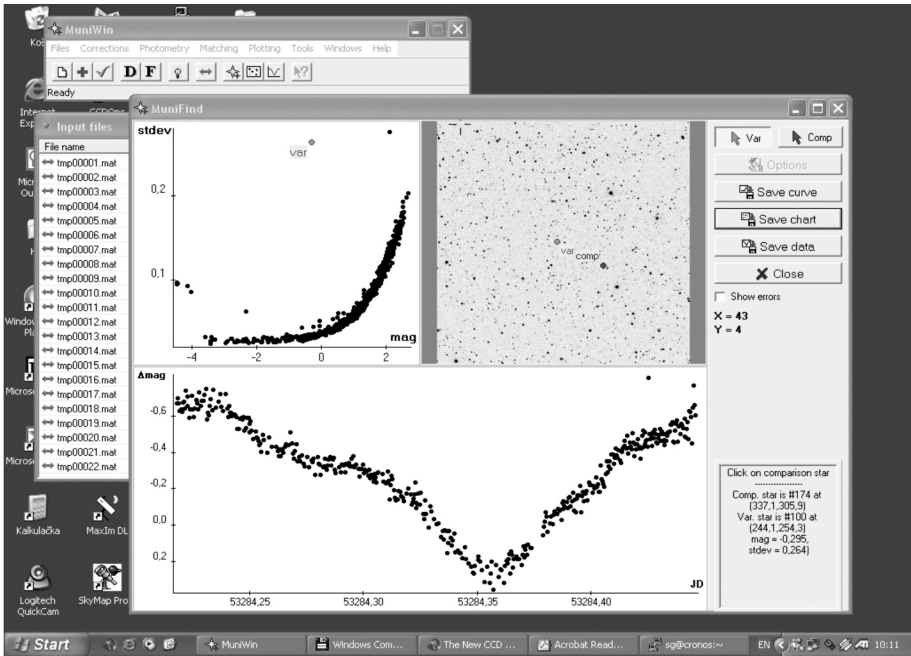 MuniWin
Files Corrections Photometry Matching Plotting Tools Windows Help
D F
Ready
Input files
File name
tmp00001.mat
tmp00002.mat
tmp00003.mat
tmp00004.mat
tmp00005.mat
tmp00006.mat
tmp00007.mat
tmp00008.mat
tmp00009.mat
tmp00010.mat
tmp00011.mat
tmp00012.mat
tmp00013.mat
tmp00014.mat
tmp00015.mat
tmp00016.mat
tmp00017.mat
tmp00018.mat
tmp00019.mat
tmp00020.mat
tmp00021.mat
tmp00022.mat
MuniFind
stdev
var
0,2
0,1
mag
-4 -2 0 2
var comp
Var Comp
Options
Save curve
Save chart
Save data
Close
Show errors
X = 43
Y = 4
Δmag
-0,6
-0,4
-0,2
0,0
0,2
JD
53284,25 53284,30 53284,35 53284,40
Click on comparison star
------------------
Comp. star is #174 at
(337,1,305,9)
Var. star is #100 at
(244,1,254,3)
mag = -0,295,
stdev = 0,264)
Internet
Kalkulačka
MaxIm DL
Logitech QuickCam
SkyMap Pro
Start MuniWin Windows Com... The New CCD ... Acrobat Read... sg@cronos:~ EN 10:11